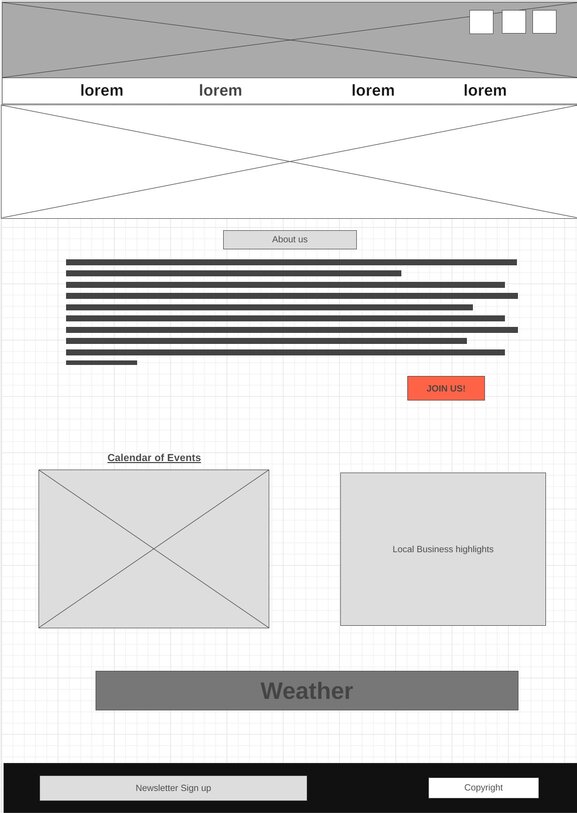 lorem lorem lorem lorem
About us
JOIN US!
Calendar of Events
Local Business highlights
Weather
Newsletter Sign up
Copyright